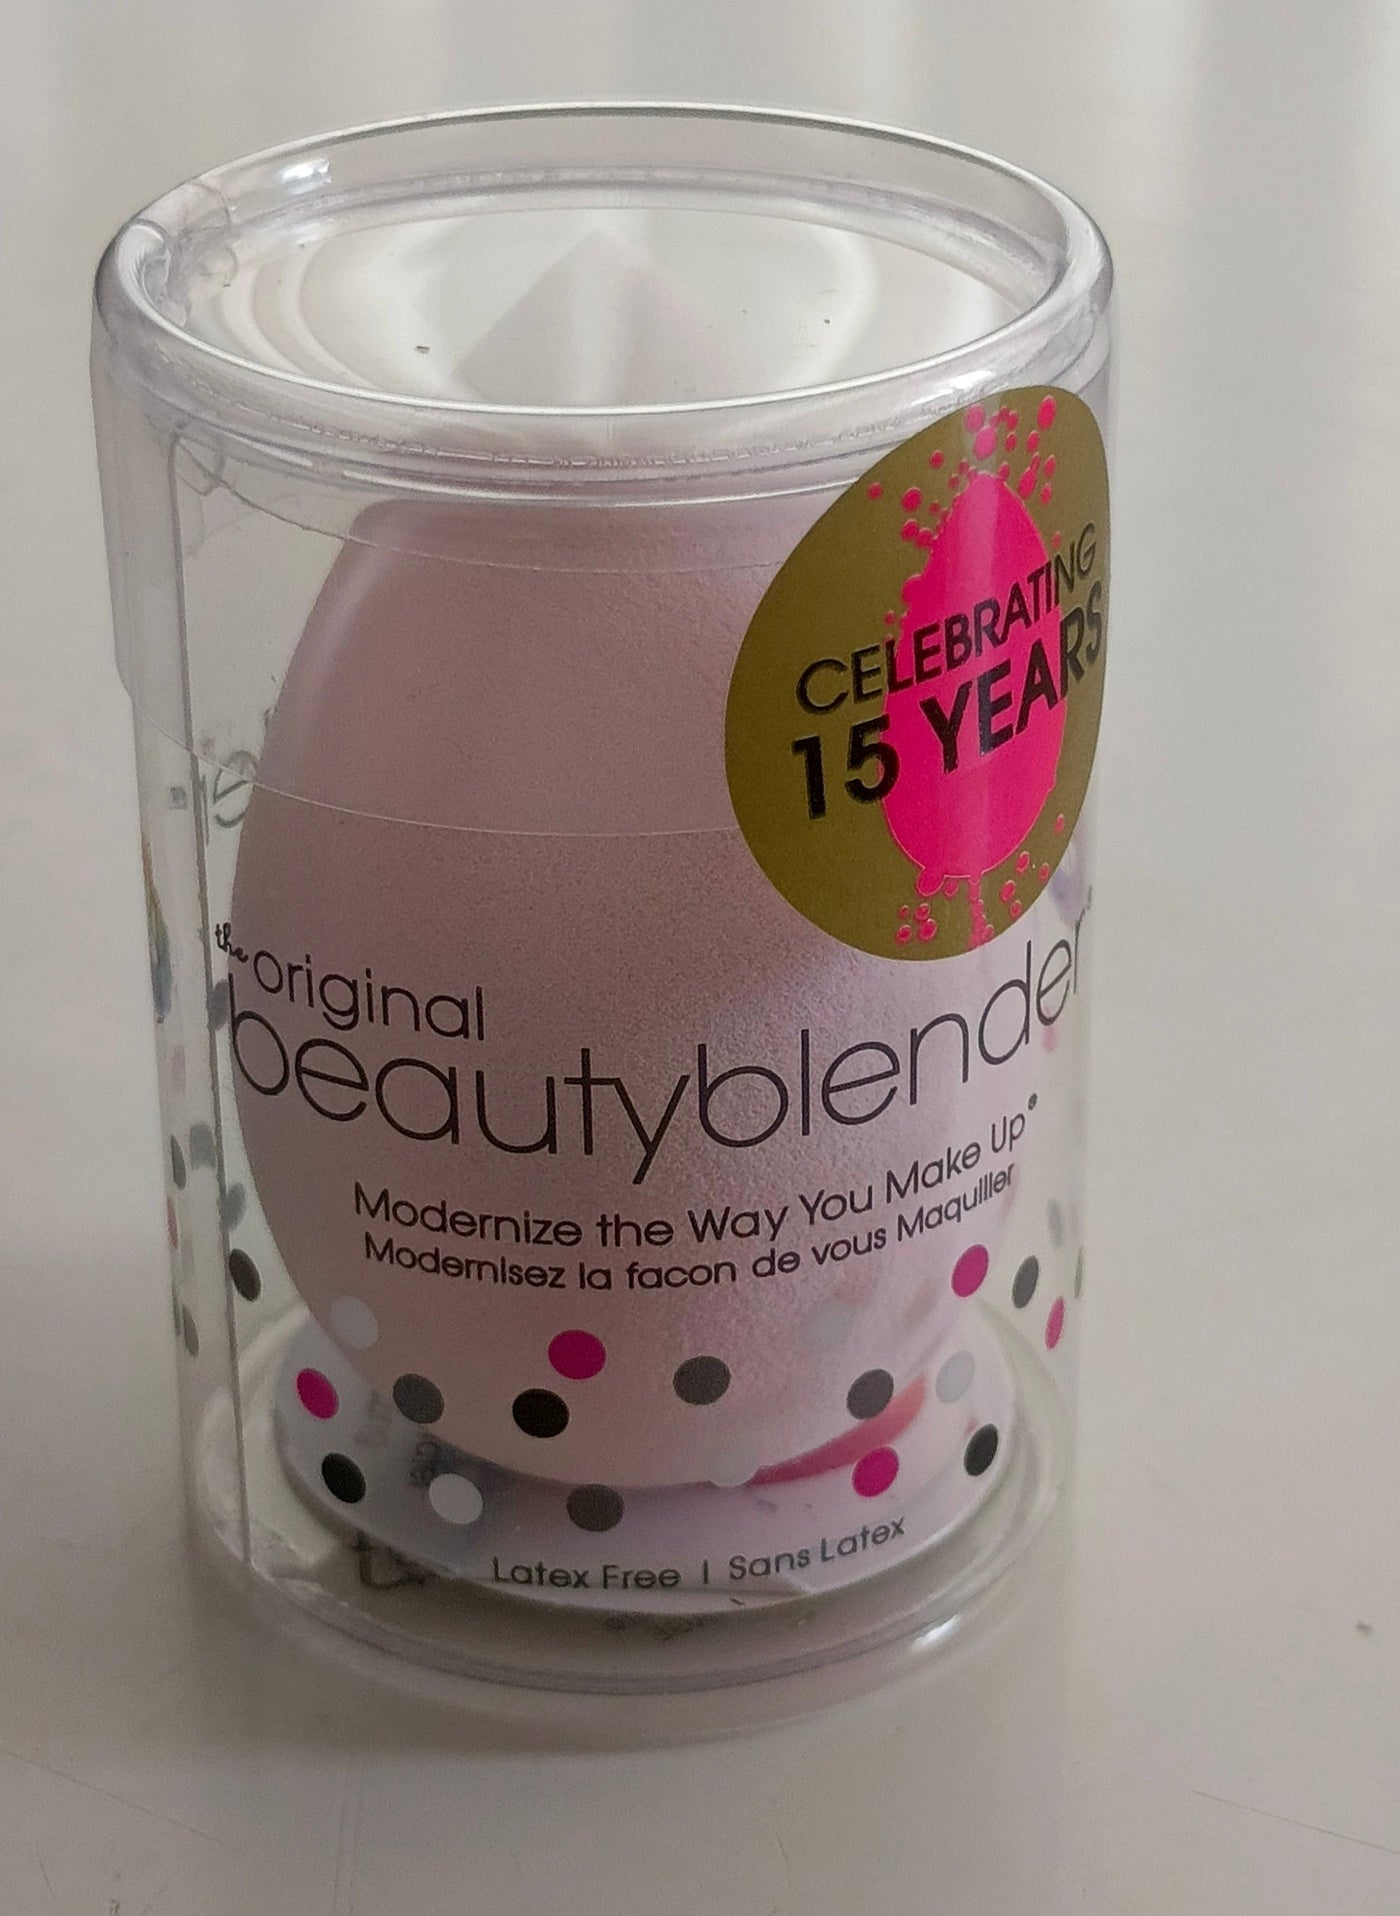 CELEBRATING
15 YEARS
the original
beautyblender
Modernize the Way You Make Up®
Modernisez la facon de vous Maquiller
Latex Free | Sans Latex